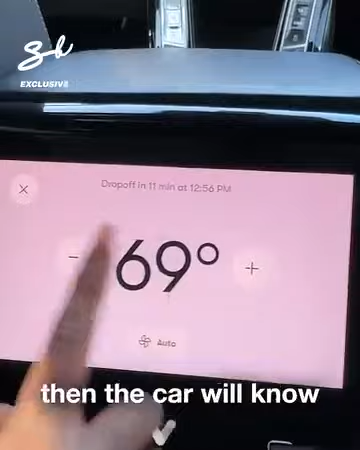 EXCLUSIVE
Dropoff in 11 min at 12:56 PM
69°
Auto
then the car will know